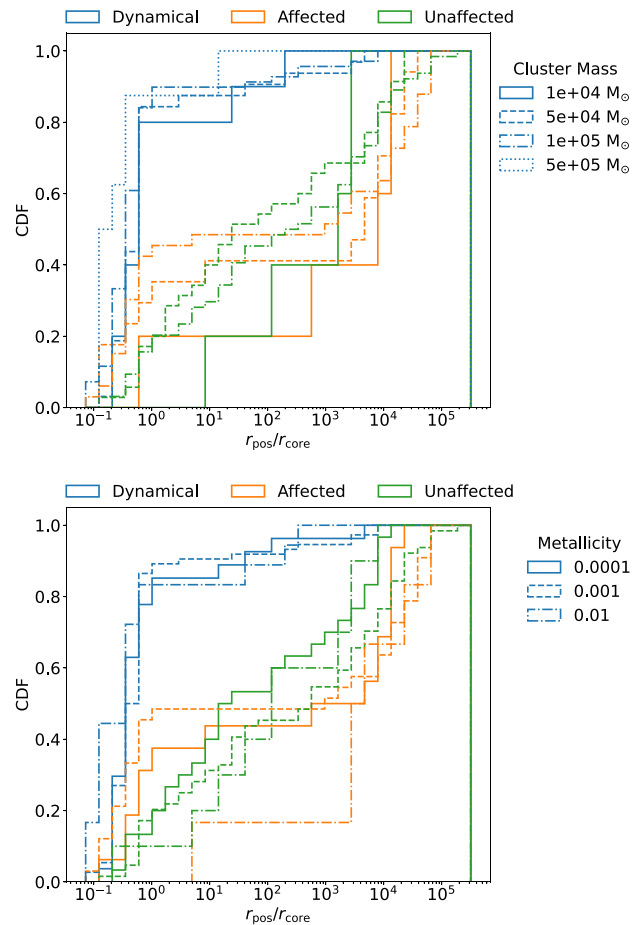 Dynamical Affected Unaffected
1.0
0.8
0.6
0.4
0.2
0.0
CDF
10⁻¹ 10⁰ 10¹ 10² 10³ 10⁴ 10⁵
r_pos/r_core
Cluster Mass
1e+04 M⊙
5e+04 M⊙
1e+05 M⊙
5e+05 M⊙
Dynamical Affected Unaffected
1.0
0.8
0.6
0.4
0.2
0.0
CDF
10⁻¹ 10⁰ 10¹ 10² 10³ 10⁴ 10⁵
r_pos/r_core
Metallicity
0.0001
0.001
0.01